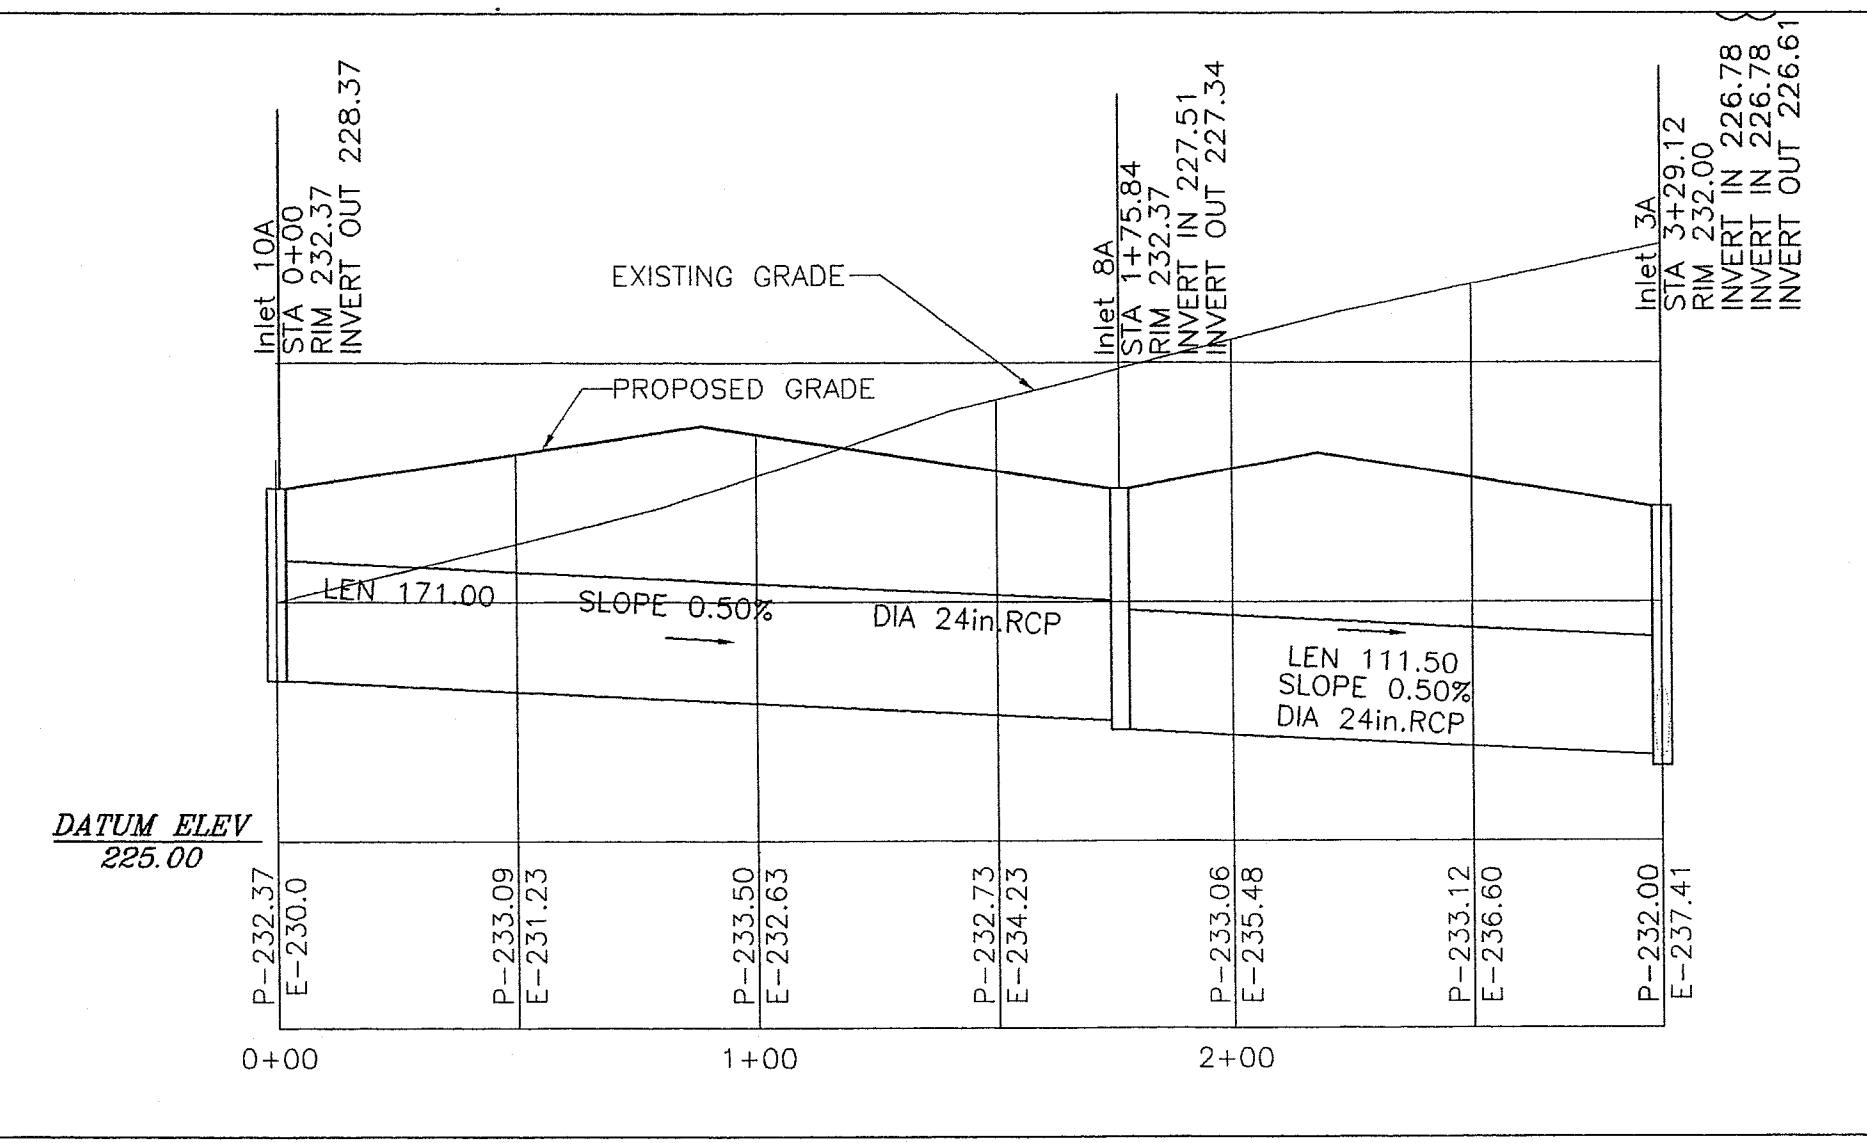 Inlet 10A
STA 0+00
RIM 232.37
INVERT OUT 228.37
Inlet 8A
STA 1+75.84
RIM 232.37
INVERT IN 227.51
INVERT OUT 227.34
Inlet 3A
STA 3+29.12
RIM 232.00
INVERT IN 226.78 (
INVERT IN 226.78 (
INVERT OUT 226.61
EXISTING GRADE
PROPOSED GRADE
LEN 171.00
SLOPE 0.50%
DIA 24in.RCP
LEN 111.50
SLOPE 0.50%
DIA 24in.RCP
DATUM ELEV
225.00
P-232.37
E-230.0
P-233.09
E-231.23
P-233.50
E-232.63
P-232.73
E-234.23
P-233.06
E-235.48
P-233.12
E-236.60
P-232.00
E-237.41
0+00
1+00
2+00